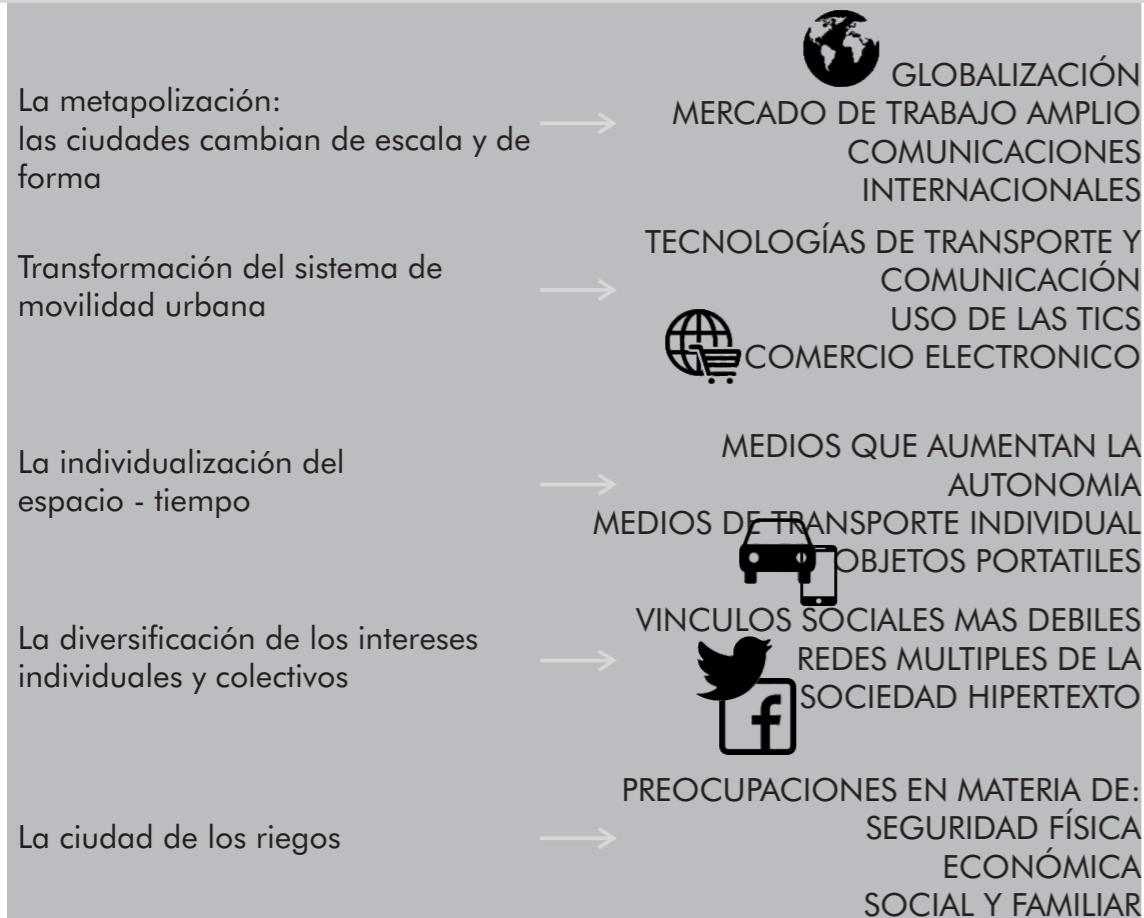 La metapolización:
las ciudades cambian de escala y de
forma
GLOBALIZACIÓN
MERCADO DE TRABAJO AMPLIO
COMUNICACIONES
INTERNACIONALES
Transformación del sistema de
movilidad urbana
TECNOLOGÍAS DE TRANSPORTE Y
COMUNICACIÓN
USO DE LAS TICS
COMERCIO ELECTRONICO
La individualización del
espacio - tiempo
MEDIOS QUE AUMENTAN LA
AUTONOMIA
MEDIOS DE TRANSPORTE INDIVIDUAL
OBJETOS PORTATILES
La diversificación de los intereses
individuales y colectivos
VINCULOS SOCIALES MAS DEBILES
REDES MULTIPLES DE LA
SOCIEDAD HIPERTEXTO
f
La ciudad de los riegos
PREOCUPACIONES EN MATERIA DE:
SEGURIDAD FÍSICA
ECONÓMICA
SOCIAL Y FAMILIAR